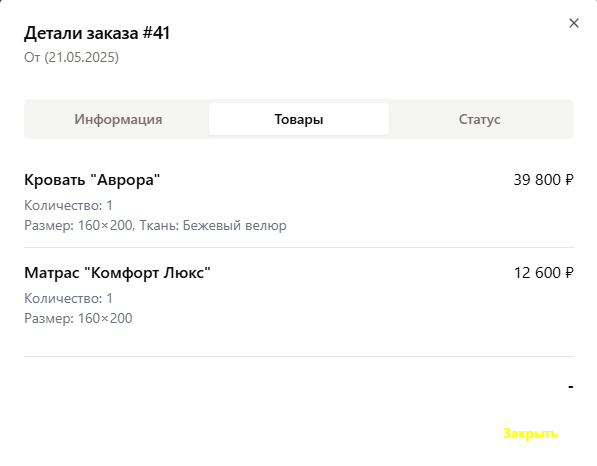 Детали заказа #41
От (21.05.2025)
Информация
Товары
Статус
Кровать "Аврора"
39 800 ₽
Количество: 1
Размер: 160×200, Ткань: Бежевый велюр
Матрас "Комфорт Люкс"
12 600 ₽
Количество: 1
Размер: 160×200
-
Закрыть